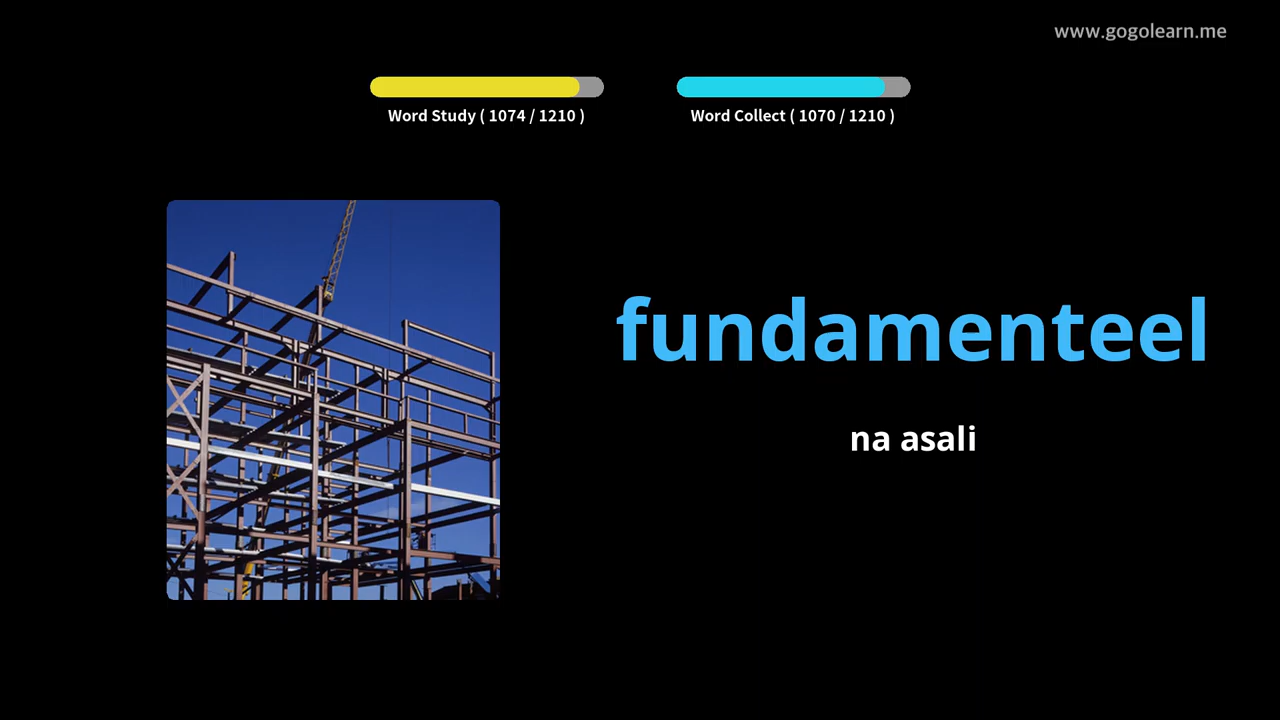 www.gogolearn.me
Word Study ( 1074 / 1210 )
Word Collect ( 1070 / 1210 )
fundamenteel
na asali